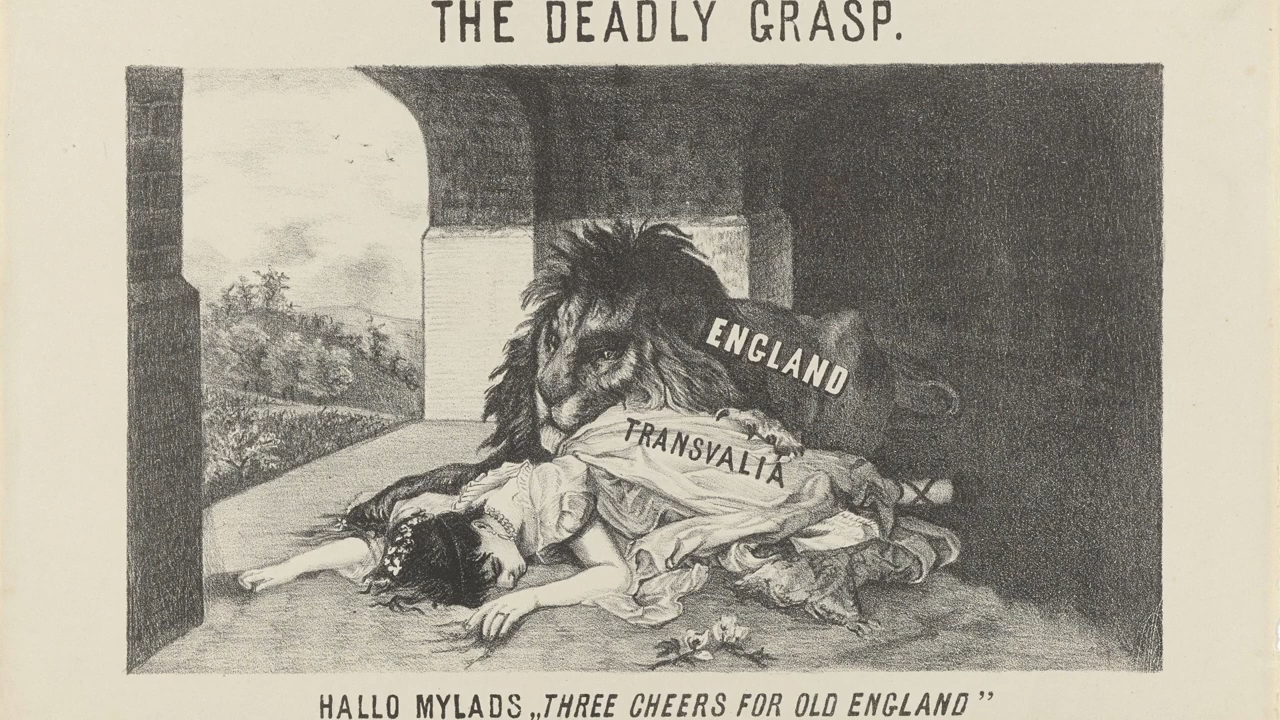 THE DEADLY GRASP.
ENGLAND
TRANSVALIA
HALLO MYLADS „THREE CHEERS FOR OLD ENGLAND”